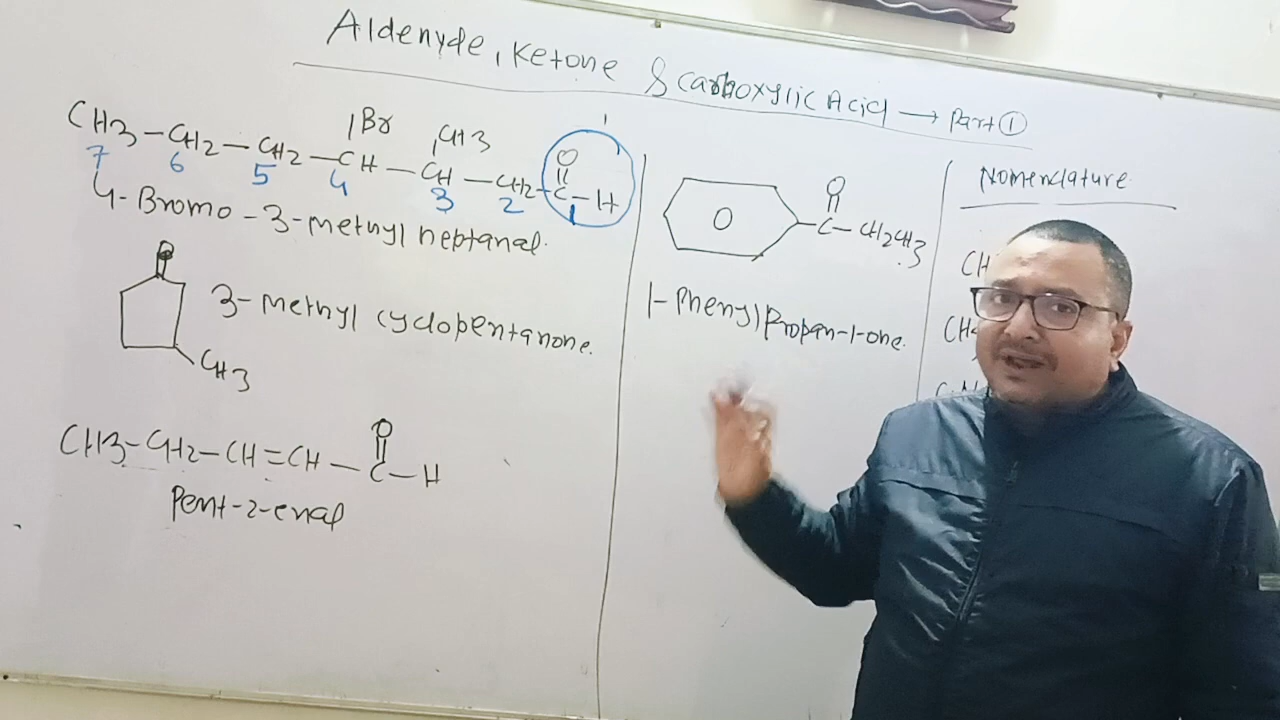 Aldehyde, Ketone & Carboxylic Acid → Part ①
Br CH3 O
CH3-CH2-CH2-CH-CH-CH2-C-H
7 6 5 4 3 2 1
4-Bromo-3-methyl heptanal.
O
3-methyl cyclopentanone.
CH3
O
CH3-CH2-CH=CH-C-H
Pent-2-enal
O
C-CH2CH3
1-Phenyl Propan-1-one.
Nomenclature